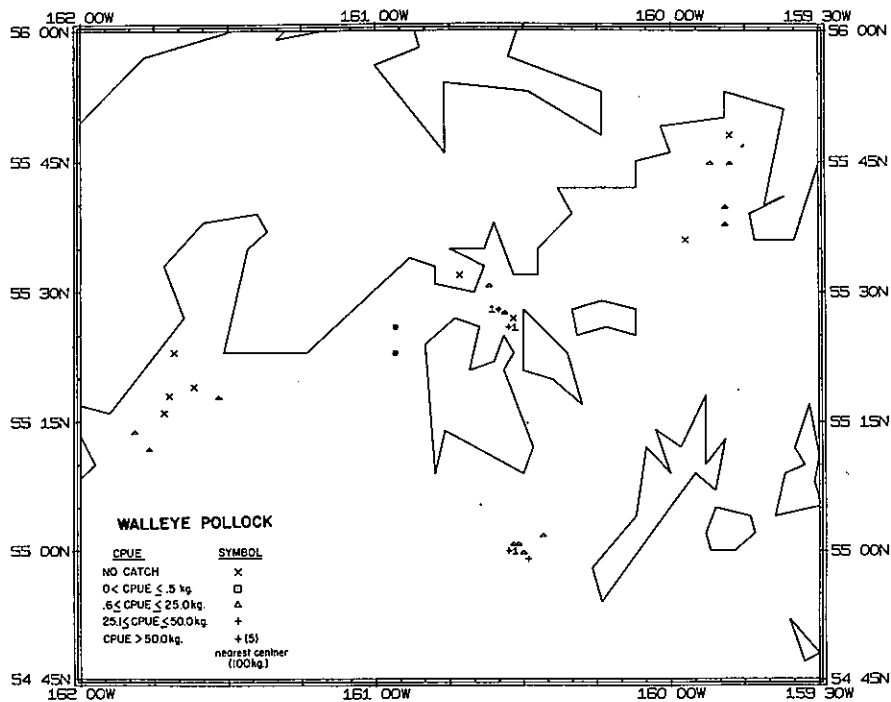 162 00W 161 00W 160 00W 159 30W
56 00N 56 00N
55 45N 55 45N
55 30N 55 30N
1
1
55 15N 55 15N
WALLEYE POLLOCK
CPUE SYMBOL
NO CATCH ×
0 < CPUE ≤ .5 kg. □
.6 ≤ CPUE ≤ 25.0kg. △
25.1 ≤ CPUE ≤ 50.0kg. +
CPUE > 50.0kg. + (5)
nearest centner
(100kg.)
1
55 00N 55 00N
54 45N 54 45N
162 00W 161 00W 160 00W 159 30W